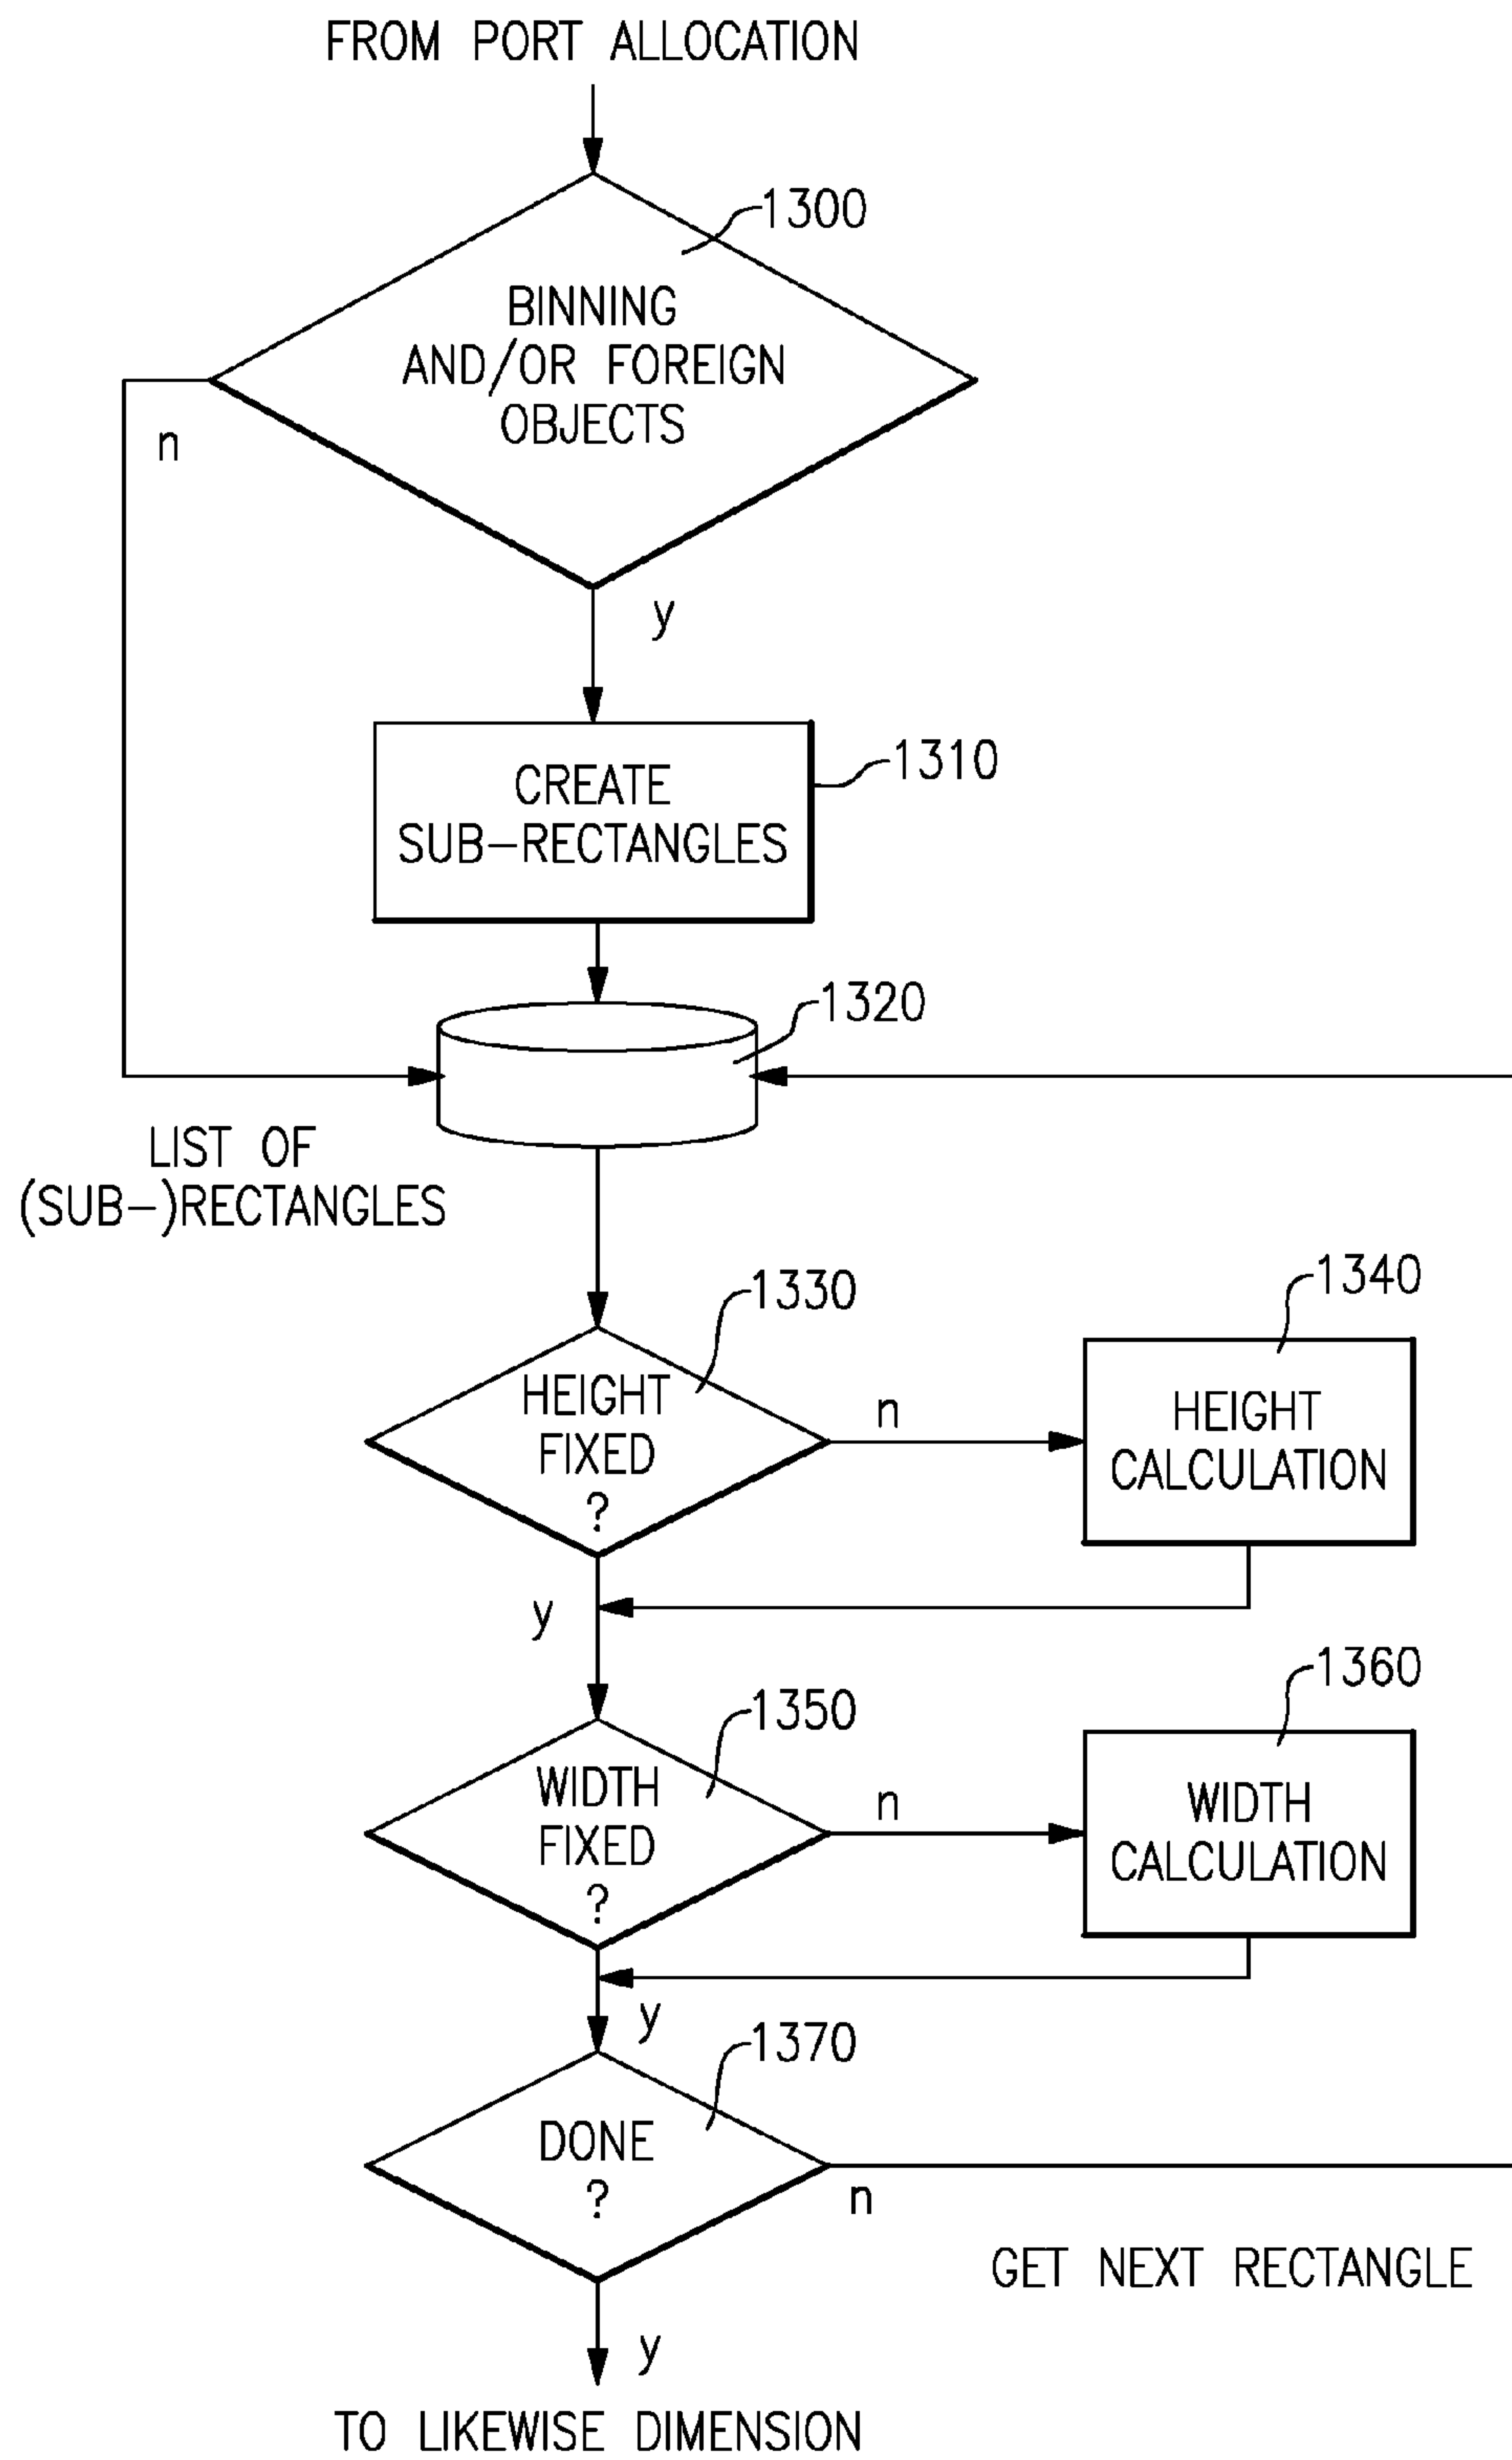 FROM PORT ALLOCATION
1300
BINNING
AND/OR FOREIGN
OBJECTS
n
y
1310
CREATE
SUB-RECTANGLES
1320
LIST OF
(SUB-)RECTANGLES
1330
1340
HEIGHT
FIXED
?
n
HEIGHT
CALCULATION
y
1350
1360
WIDTH
FIXED
?
n
WIDTH
CALCULATION
y
1370
DONE
?
n
GET NEXT RECTANGLE
y
TO LIKEWISE DIMENSION